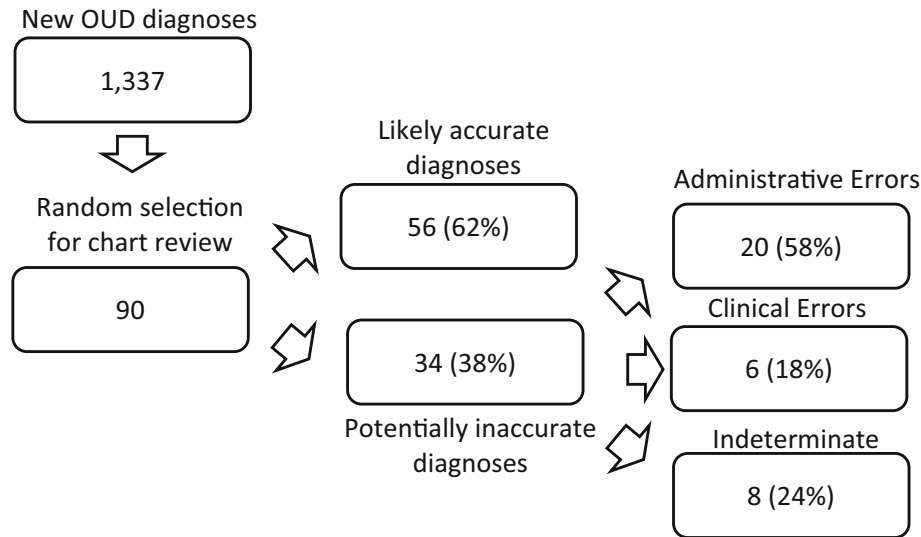 New OUD diagnoses
1,337
Random selection
for chart review
90
Likely accurate
diagnoses
56 (62%)
34 (38%)
Potentially inaccurate
diagnoses
Administrative Errors
20 (58%)
Clinical Errors
6 (18%)
Indeterminate
8 (24%)